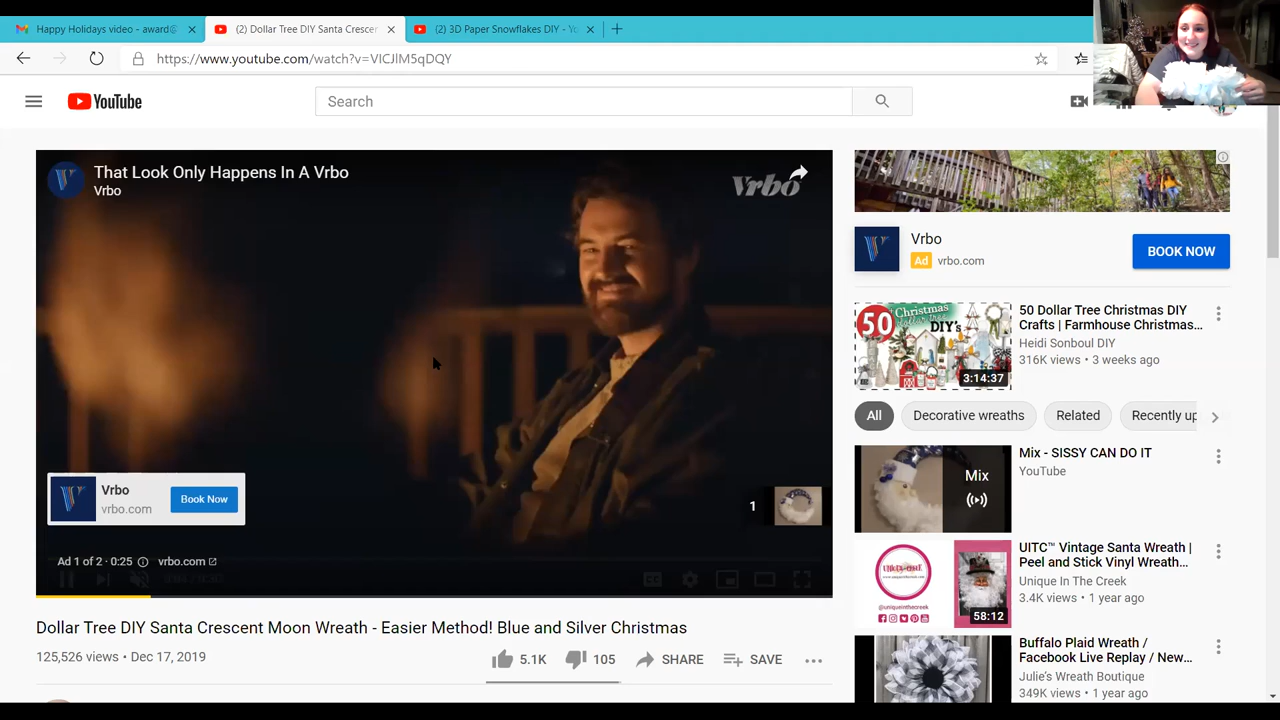 Happy Holidays video - award@
(2) Dollar Tree DIY Santa Crescen
(2) 3D Paper Snowflakes DIY - Yo
https://www.youtube.com/watch?v=VICJIM5qDQY
YouTube
Search
That Look Only Happens In A Vrbo
Vrbo
Vrbo
Vrbo
vrbo.com
Book Now
1
Ad 1 of 2 · 0:25
vrbo.com
Dollar Tree DIY Santa Crescent Moon Wreath - Easier Method! Blue and Silver Christmas
125,526 views • Dec 17, 2019
5.1K
105
SHARE
SAVE
Vrbo
Ad vrbo.com
BOOK NOW
50
Christmas
dollar tree
DIY's
3:14:37
50 Dollar Tree Christmas DIY
Crafts | Farmhouse Christmas...
Heidi Sonboul DIY
316K views • 3 weeks ago
All
Decorative wreaths
Related
Recently up
Mix
Mix - SISSY CAN DO IT
YouTube
@uniqueinthecreek
58:12
UITC™ Vintage Santa Wreath |
Peel and Stick Vinyl Wreath...
Unique In The Creek
3.4K views • 1 year ago
Buffalo Plaid Wreath /
Facebook Live Replay / New...
Julie's Wreath Boutique
349K views • 1 year ago